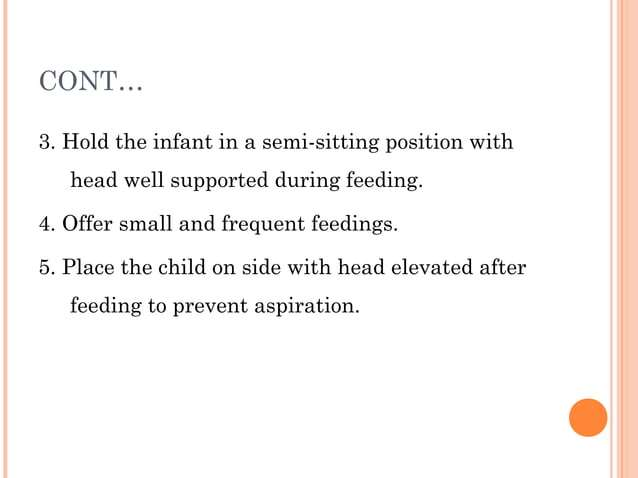 CONT…
3. Hold the infant in a semi-sitting position with
head well supported during feeding.
4. Offer small and frequent feedings.
5. Place the child on side with head elevated after
feeding to prevent aspiration.